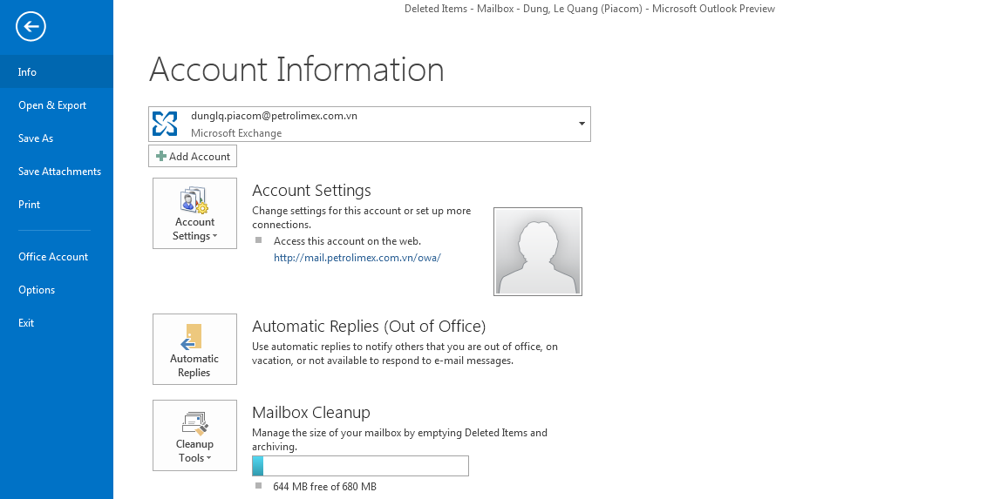 Deleted Items - Mailbox - Dung, Le Quang (Piacom) - Microsoft Outlook Preview
Info
Open & Export
Save As
Save Attachments
Print
Office Account
Options
Exit
Account Information
dunglq.piacom@petrolimex.com.vn
Microsoft Exchange
Add Account
Account
Settings
Account Settings
Change settings for this account or set up more
connections.
Access this account on the web.
http://mail.petrolimex.com.vn/owa/
Automatic
Replies
Automatic Replies (Out of Office)
Use automatic replies to notify others that you are out of office, on
vacation, or not available to respond to e-mail messages.
Cleanup
Tools
Mailbox Cleanup
Manage the size of your mailbox by emptying Deleted Items and
archiving.
644 MB free of 680 MB